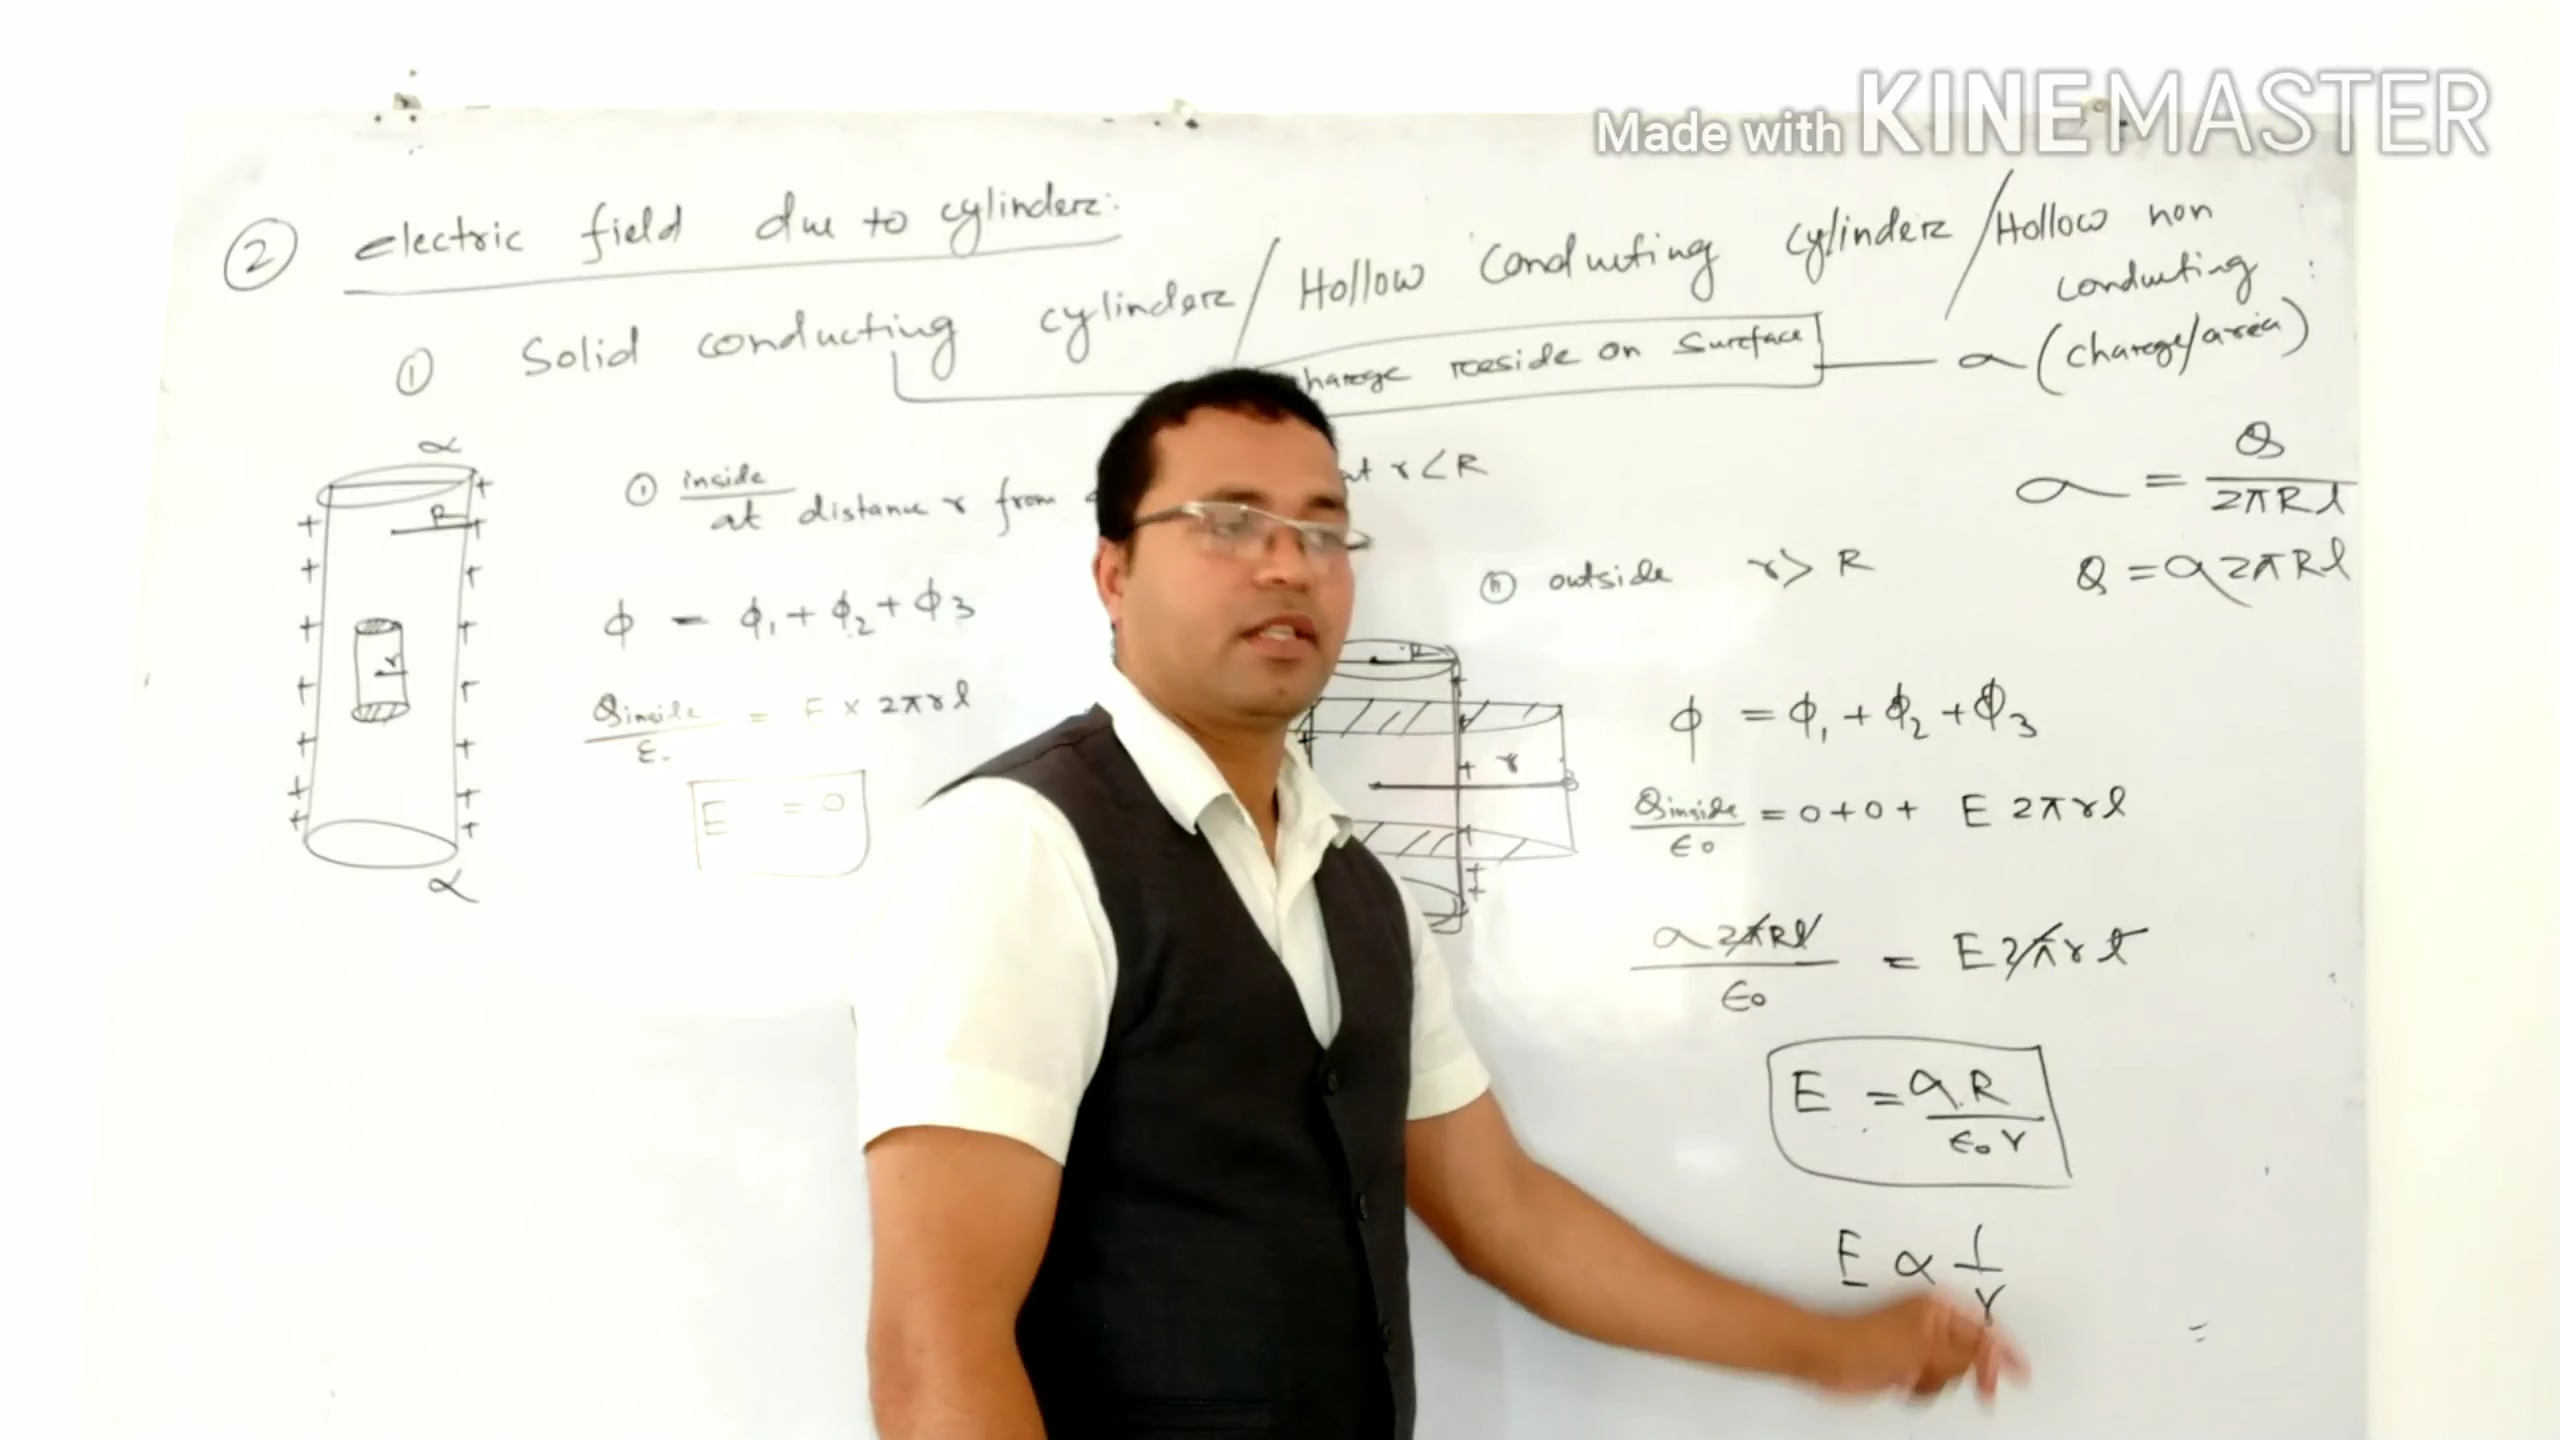 Made with KINEMASTER
② electric field due to cylinder:
① Solid conducting cylinder / Hollow conducting cylinder / Hollow non conducting
charge reside on surface — σ (charge/area)
α
R
r
α
① inside
at distance r from at r < R
ϕ = ϕ₁ + ϕ₂ + ϕ₃
Qinside/ε. = E × 2πrl
E = 0
σ = Q/2πRl
Q = σ 2πRl
ⓘⓘ outside r > R
R
r
ϕ = ϕ₁ + ϕ₂ + ϕ₃
Qinside/ε₀ = 0 + 0 + E 2πrl
σ 2πRl/ε₀ = E 2πrl
E = σ.R/ε₀r
E ∝ 1/r
=